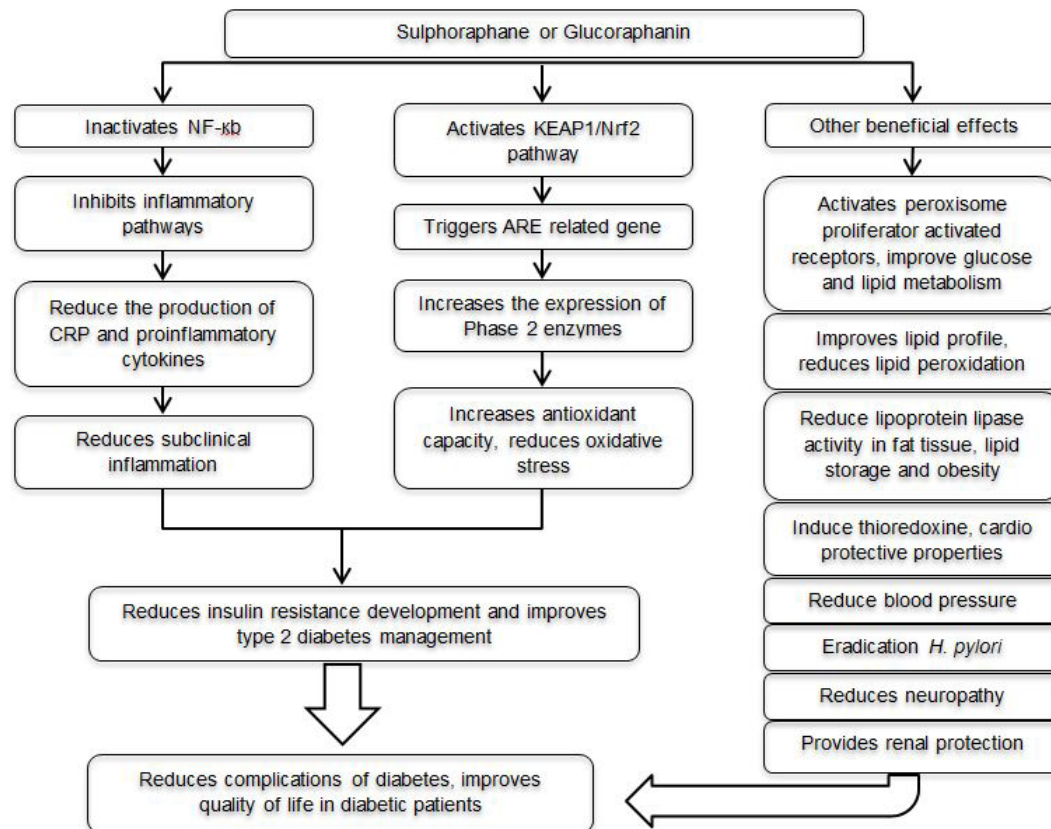 Sulphoraphane or Glucoraphanin
Inactivates NF-κb
Inhibits inflammatory
pathways
Reduce the production of
CRP and proinflammatory
cytokines
Reduces subclinical
inflammation
Activates KEAP1/Nrf2
pathway
Triggers ARE related gene
Increases the expression of
Phase 2 enzymes
Increases antioxidant
capacity, reduces oxidative
stress
Other beneficial effects
Activates peroxisome
proliferator activated
receptors, improve glucose
and lipid metabolism
Improves lipid profile,
reduces lipid peroxidation
Reduce lipoprotein lipase
activity in fat tissue, lipid
storage and obesity
Induce thioredoxine, cardio
protective properties
Reduce blood pressure
Eradication H. pylori
Reduces neuropathy
Provides renal protection
Reduces insulin resistance development and improves
type 2 diabetes management
Reduces complications of diabetes, improves
quality of life in diabetic patients